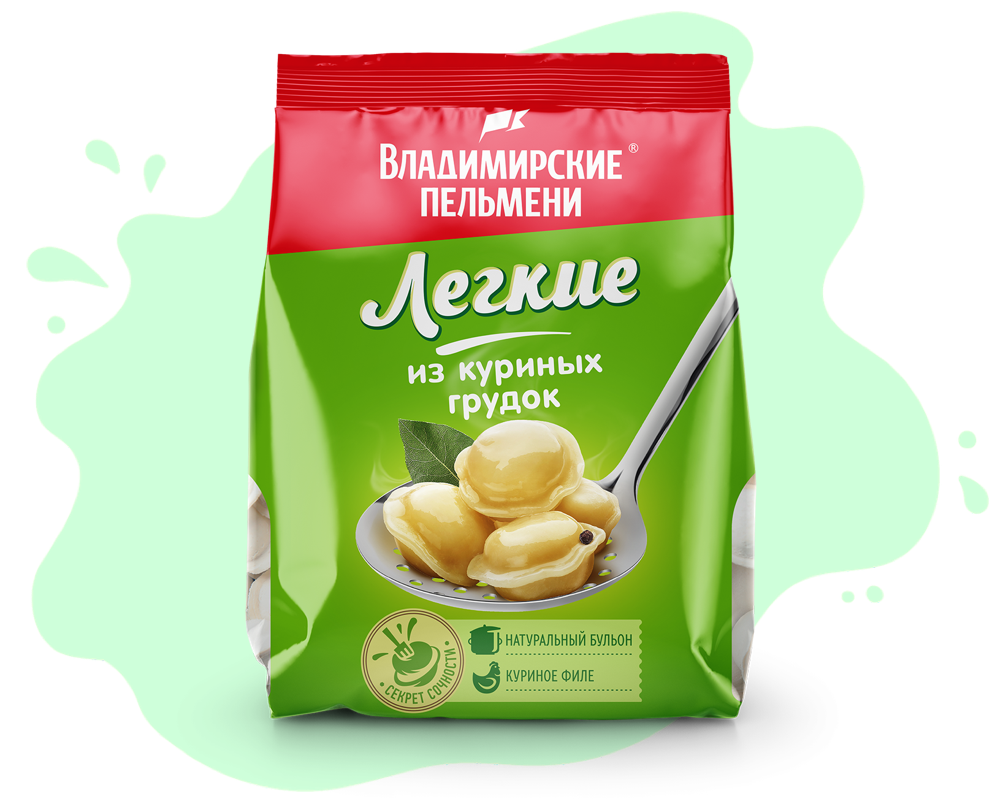 ВЛАДИМИРСКИЕ®
ПЕЛЬМЕНИ
Легкие
из куриных
грудок
НАТУРАЛЬНЫЙ БУЛЬОН
КУРИНОЕ ФИЛЕ
СЕКРЕТ СОЧНОСТИ